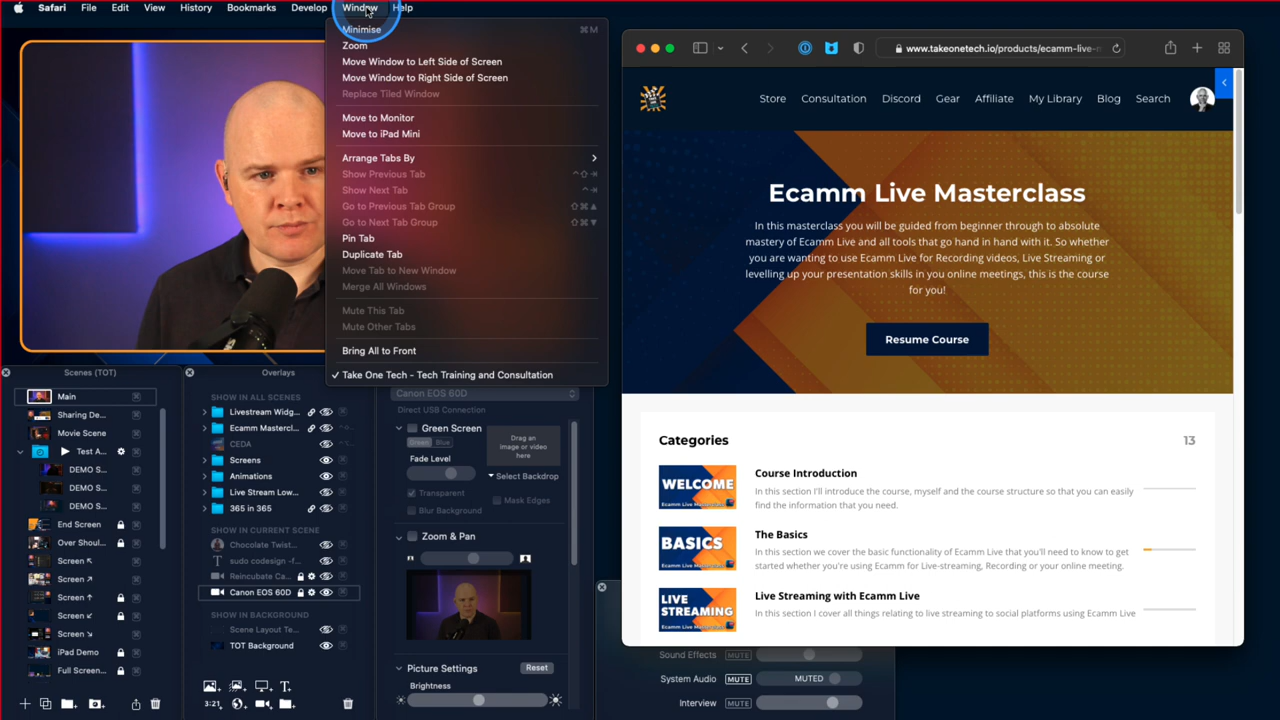 Safari File Edit View History Bookmarks Develop Window Help
Minimise ⌘M
Zoom
Move Window to Left Side of Screen
Move Window to Right Side of Screen
Replace Tiled Window
Move to Monitor
Move to iPad Mini
Arrange Tabs By
Show Previous Tab
Show Next Tab
Go to Previous Tab Group
Go to Next Tab Group
Pin Tab
Duplicate Tab
Move Tab to New Window
Merge All Windows
Mute This Tab
Mute Other Tabs
Bring All to Front
✓ Take One Tech - Tech Training and Consultation
www.takeonetech.io/products/ecamm-live-
Store Consultation Discord Gear Affiliate My Library Blog Search
Ecamm Live Masterclass
In this masterclass you will be guided from beginner through to absolute
mastery of Ecamm Live and all tools that go hand in hand with it. So whether
you are wanting to use Ecamm Live for Recording videos, Live Streaming or
levelling up your presentation skills in you online meetings, this is the course
for you!
Resume Course
Categories 13
WELCOME
Ecamm Live Masterclass
Course Introduction
In this section I'll introduce the course, myself and the course structure so that you can easily
find the information that you need.
BASICS
Ecamm Live Masterclass
The Basics
In this section we cover the basic functionality of Ecamm Live that you'll need to know to get
started whether you're using Ecamm for Live-streaming, Recording or your online meeting.
LIVE
STREAMING
Ecamm Live Masterclass
Live Streaming with Ecamm Live
In this section I cover all things relating to live streaming to social platforms using Ecamm Live
Scenes (TOT)
Main
Sharing De...
Movie Scene
Test A...
DEMO S...
DEMO S...
DEMO S...
End Screen
Over Shoul...
Screen ↖
Screen ↗
Screen ↑
Screen ↙
Screen ↘
iPad Demo
Full Screen...
Overlays
SHOW IN ALL SCENES
Livestream Widg...
Ecamm Mastercl...
CEDA
Screens
Animations
Live Stream Low...
365 in 365
SHOW IN CURRENT SCENE
Chocolate Twist...
sudo codesign -f...
Reincubate Ca...
Canon EOS 60D
SHOW IN BACKGROUND
Scene Layout Te...
TOT Background
3:21
Canon EOS 60D
Direct USB Connection
Green Screen
Green Blue
Drag an
image or video
here
Fade Level
Select Backdrop
Transparent
Mask Edges
Blur Background
Zoom & Pan
Picture Settings Reset
Brightness
Sound Effects MUTE
System Audio MUTE MUTED
Interview MUTE